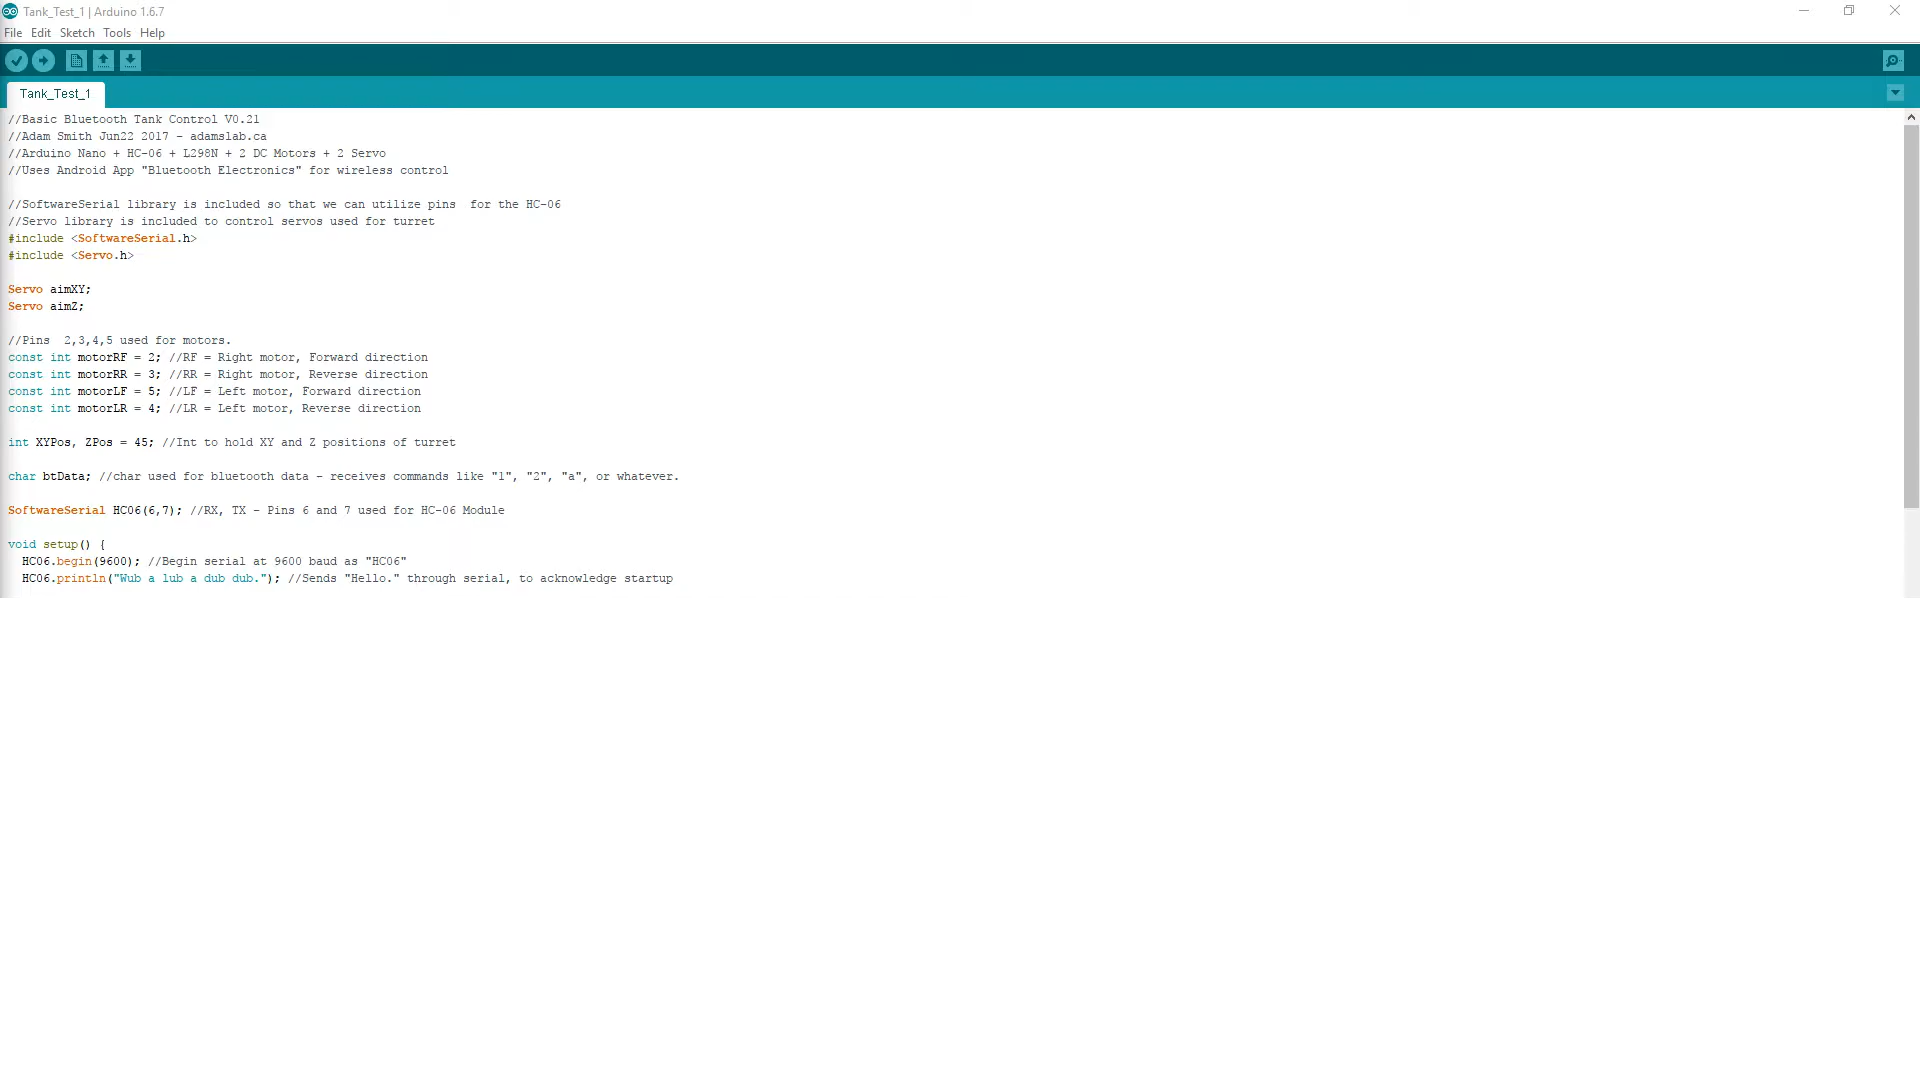 Tank_Test_1 | Arduino 1.6.7
File Edit Sketch Tools Help
Tank_Test_1
//Basic Bluetooth Tank Control V0.21
//Adam Smith Jun22 2017 - adamslab.ca
//Arduino Nano + HC-06 + L298N + 2 DC Motors + 2 Servo
//Uses Android App "Bluetooth Electronics" for wireless control
//SoftwareSerial library is included so that we can utilize pins  for the HC-06
//Servo library is included to control servos used for turret
#include <SoftwareSerial.h>
#include <Servo.h>
Servo aimXY;
Servo aimZ;
//Pins  2,3,4,5 used for motors.
const int motorRF = 2; //RF = Right motor, Forward direction
const int motorRR = 3; //RR = Right motor, Reverse direction
const int motorLF = 5; //LF = Left motor, Forward direction
const int motorLR = 4; //LR = Left motor, Reverse direction
int XYPos, ZPos = 45; //Int to hold XY and Z positions of turret
char btData; //char used for bluetooth data - receives commands like "1", "2", "a", or whatever.
SoftwareSerial HC06(6,7); //RX, TX - Pins 6 and 7 used for HC-06 Module
void setup() {
  HC06.begin(9600); //Begin serial at 9600 baud as "HC06"
  HC06.println("Wub a lub a dub dub."); //Sends "Hello." through serial, to acknowledge startup